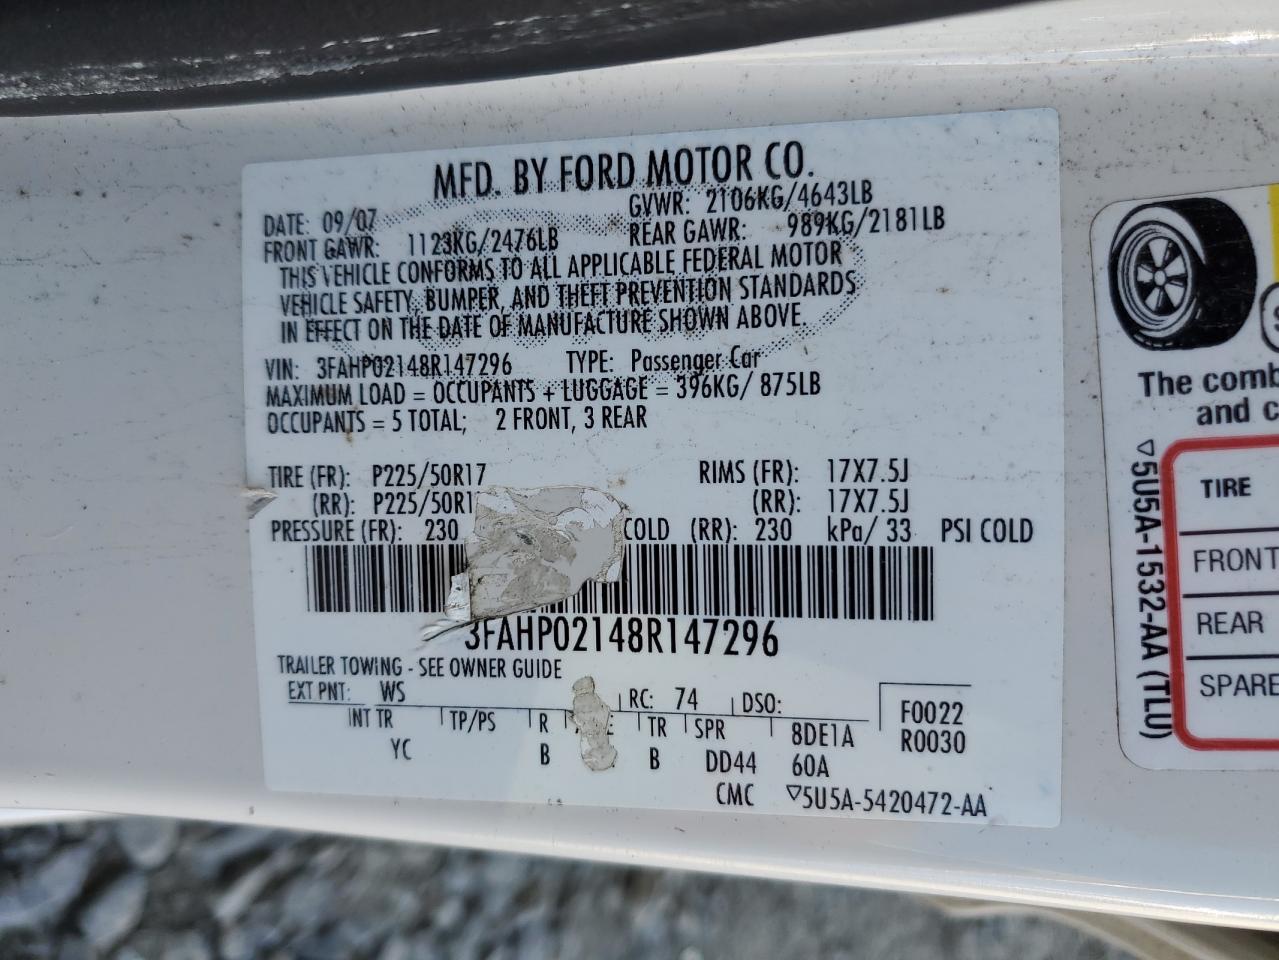 MFD. BY FORD MOTOR CO.
DATE: 09/07 GVWR: 2106KG/4643LB
FRONT GAWR: 1123KG/2476LB REAR GAWR: 989KG/2181LB
THIS VEHICLE CONFORMS TO ALL APPLICABLE FEDERAL MOTOR
VEHICLE SAFETY, BUMPER, AND THEFT PREVENTION STANDARDS
IN EFFECT ON THE DATE OF MANUFACTURE SHOWN ABOVE.
VIN: 3FAHP02148R147296 TYPE: Passenger Car
MAXIMUM LOAD = OCCUPANTS + LUGGAGE = 396KG/ 875LB
OCCUPANTS = 5 TOTAL; 2 FRONT, 3 REAR
TIRE (FR): P225/50R17 RIMS (FR): 17X7.5J
(RR): P225/50R1 (RR): 17X7.5J
PRESSURE (FR): 230 COLD (RR): 230 kPa/ 33 PSI COLD
3FAHP02148R147296
TRAILER TOWING - SEE OWNER GUIDE
EXT PNT: WS RC: 74 DSO:
INT TR TP/PS R TR SPR 8DE1A F0022
YC B B DD44 60A R0030
CMC ▽5U5A-5420472-AA
The comb
and c
TIRE
FRONT
REAR
SPARE
▽5U5A-1532-AA (TLU)